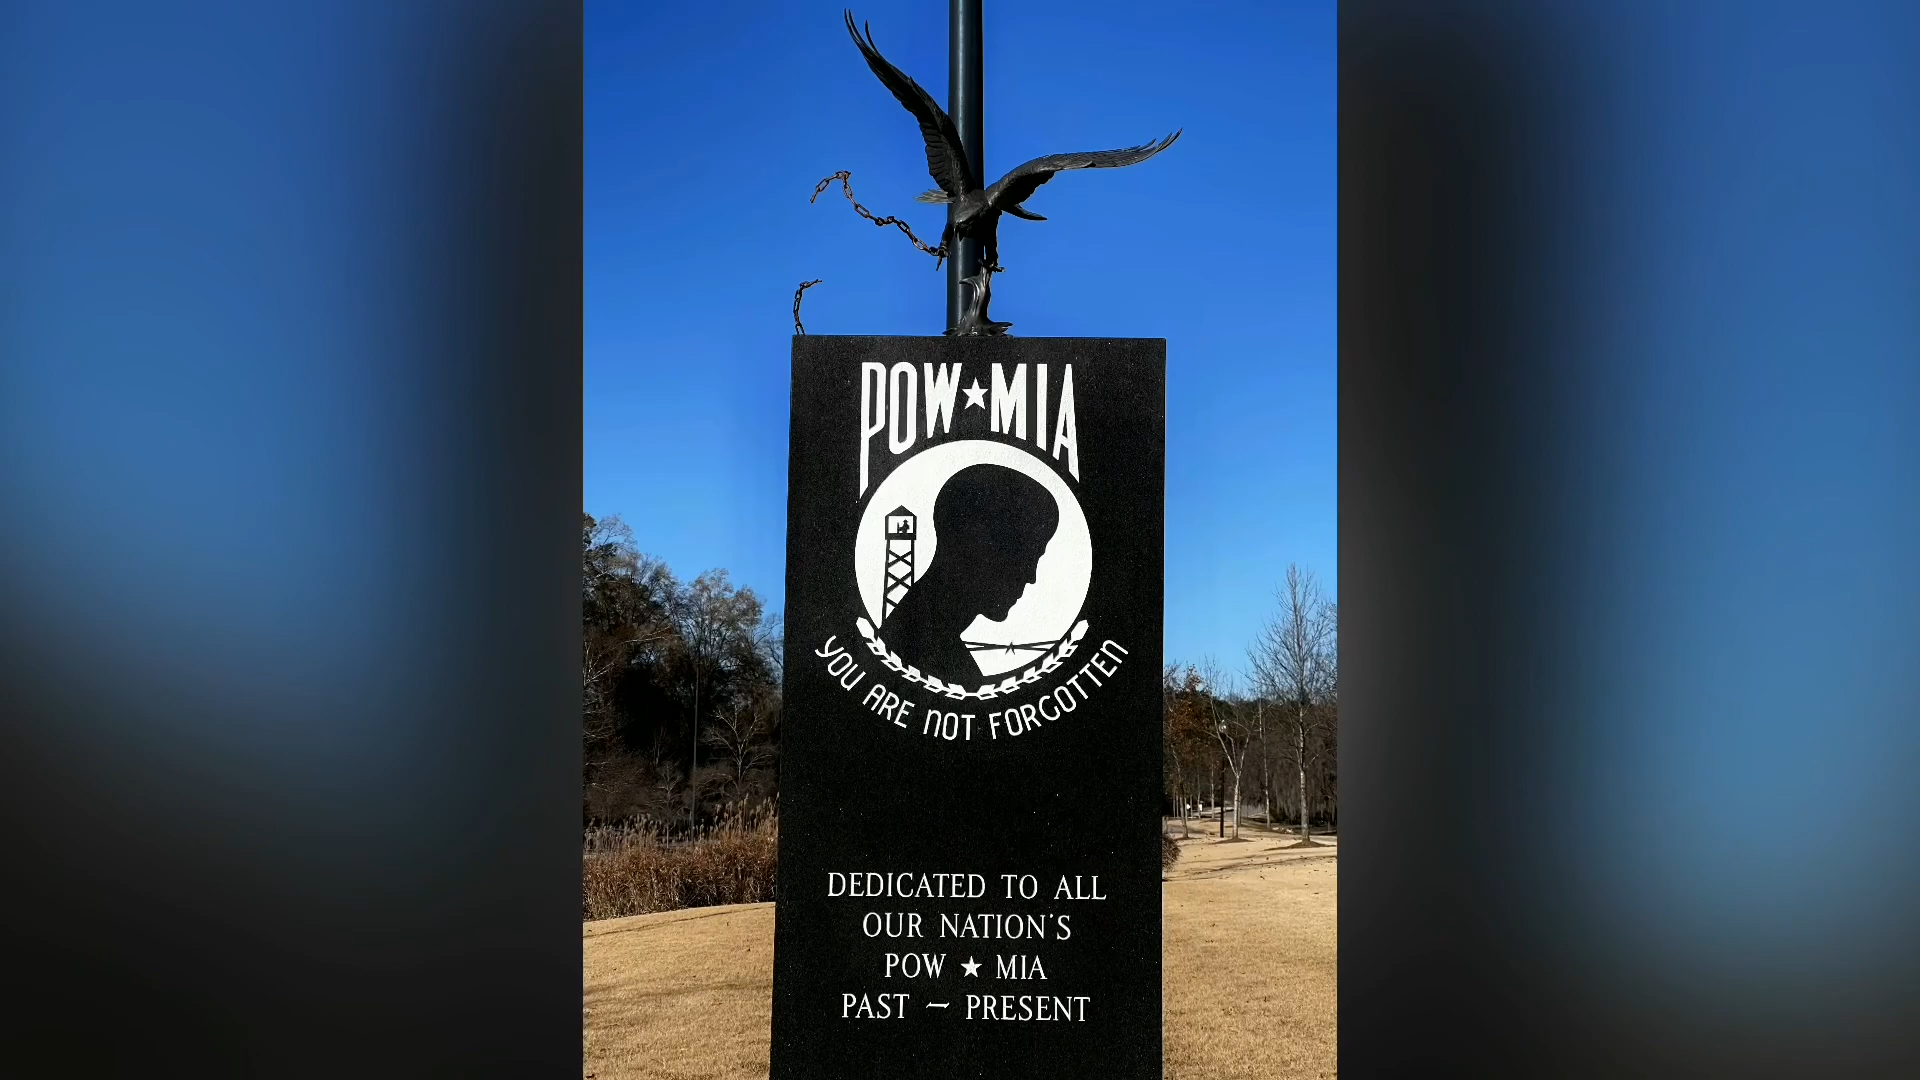 POW★MIA
YOU ARE NOT FORGOTTEN
DEDICATED TO ALL
OUR NATION'S
POW ★ MIA
PAST – PRESENT